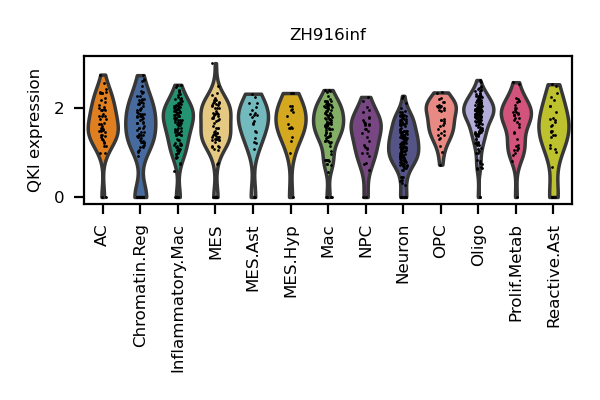 ZH916inf
QKI expression
2
0
AC
Chromatin.Reg
Inflammatory.Mac
MES
MES.Ast
MES.Hyp
Mac
NPC
Neuron
OPC
Oligo
Prolif.Metab
Reactive.Ast